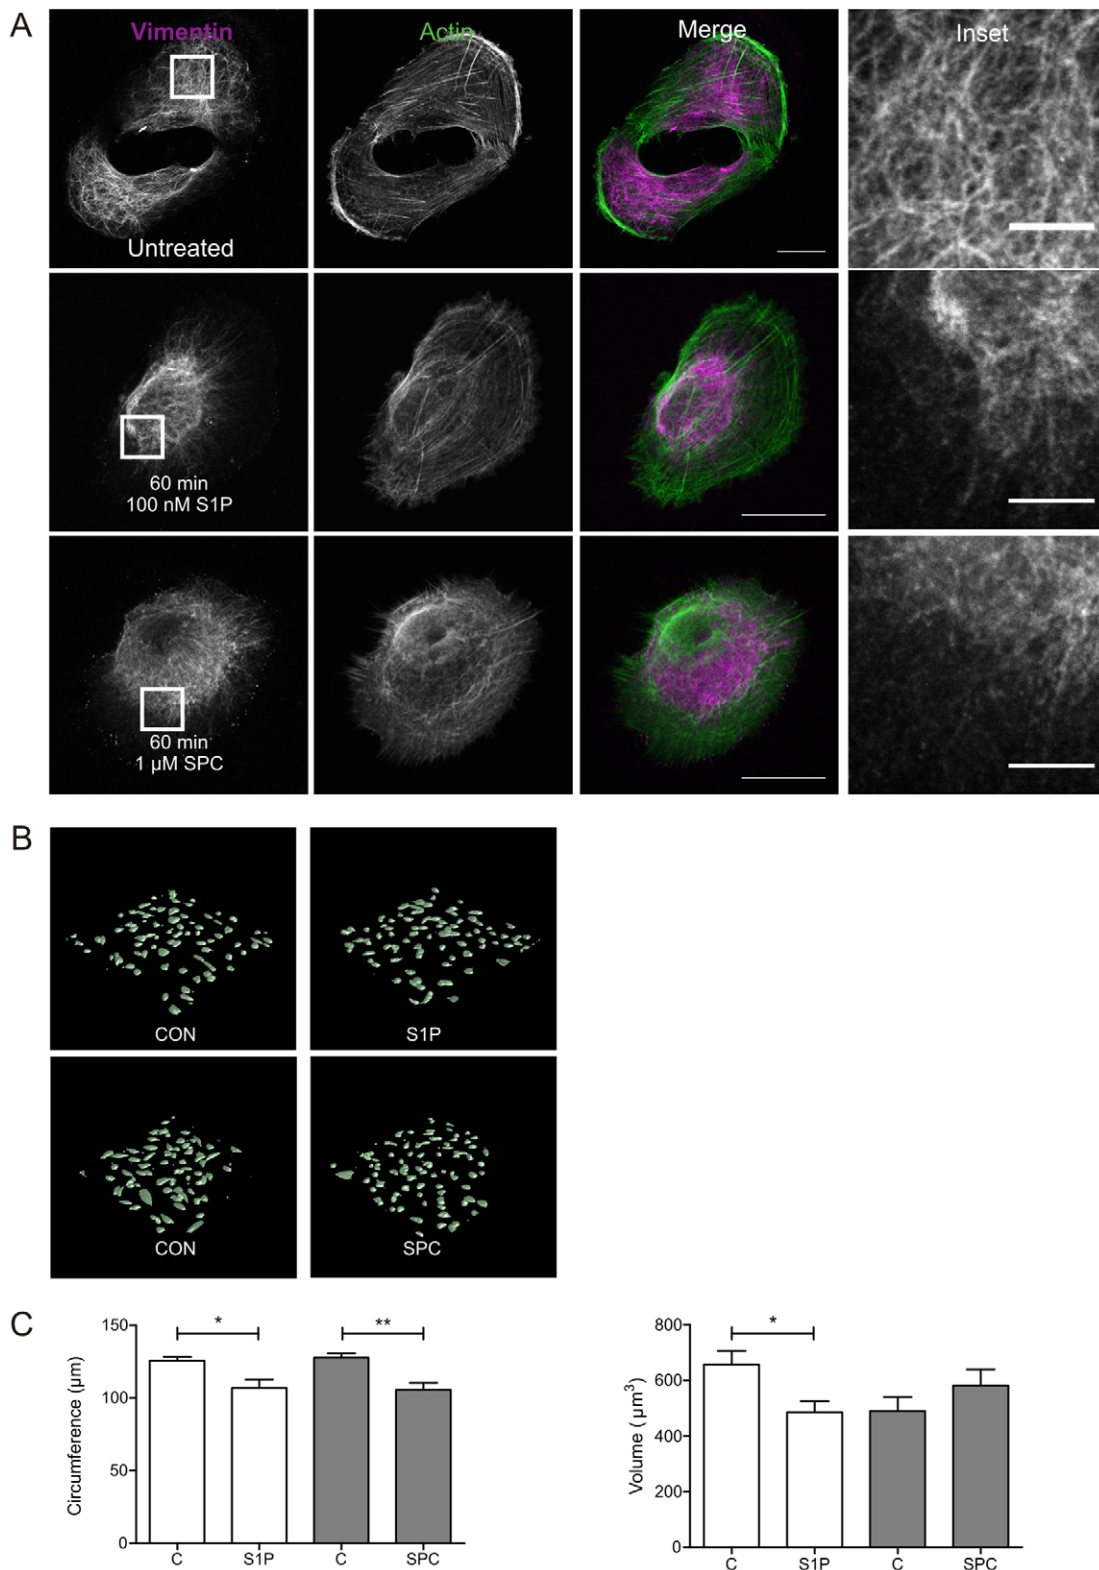 A
Vimentin
Actin
Merge
Inset
Untreated
60 min
100 nM S1P
60 min
1 µM SPC
B
CON
S1P
CON
SPC
C
150
100
50
0
Circumference (µm)
*
**
C
S1P
C
SPC
800
600
400
200
0
Volume ( µm³)
*
C
S1P
C
SPC